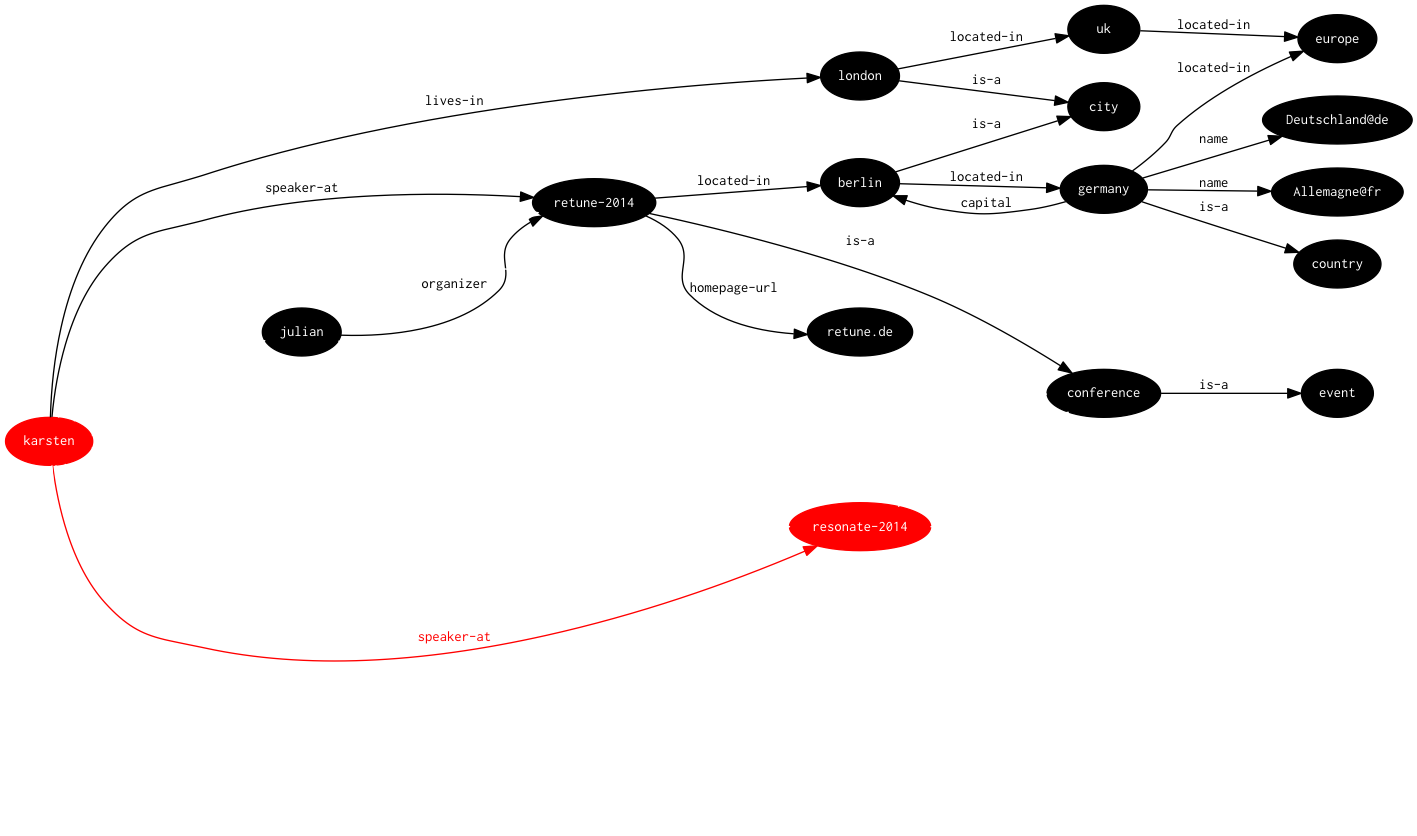 uk
located-in
located-in
europe
located-in
london
is-a
lives-in
city
Deutschland@de
is-a
name
located-in
berlin
located-in
germany
name
Allemagne@fr
speaker-at
retune-2014
capital
is-a
is-a
country
organizer
homepage-url
julian
retune.de
conference
is-a
event
karsten
resonate-2014
speaker-at